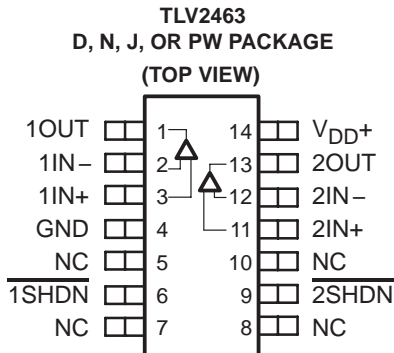 TLV2463
D, N, J, OR PW PACKAGE
(TOP VIEW)
1OUT 1 14 VDD+
1IN− 2 13 2OUT
1IN+ 3 12 2IN−
GND 4 11 2IN+
NC 5 10 NC
1SHDN 6 9 2SHDN
NC 7 8 NC